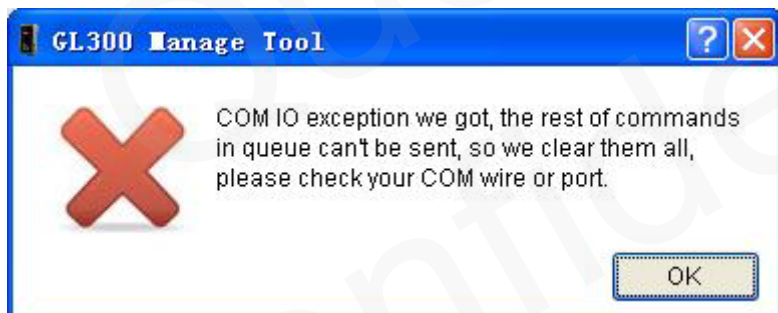 GL300 Manage Tool
COM IO exception we got, the rest of commands
in queue can't be sent, so we clear them all,
please check your COM wire or port.
OK